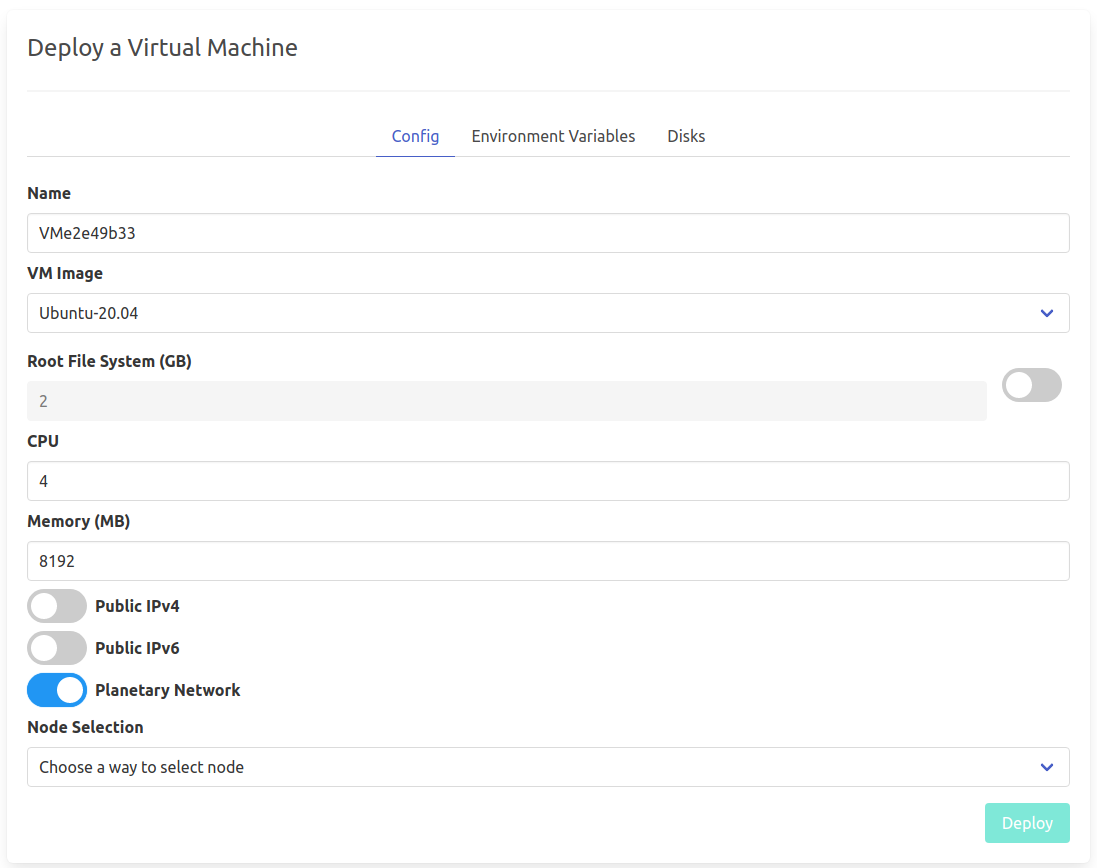 Deploy a Virtual Machine
Config Environment Variables Disks
Name
VMe2e49b33
VM Image
Ubuntu-20.04
Root File System (GB)
2
CPU
4
Memory (MB)
8192
Public IPv4
Public IPv6
Planetary Network
Node Selection
Choose a way to select node
Deploy